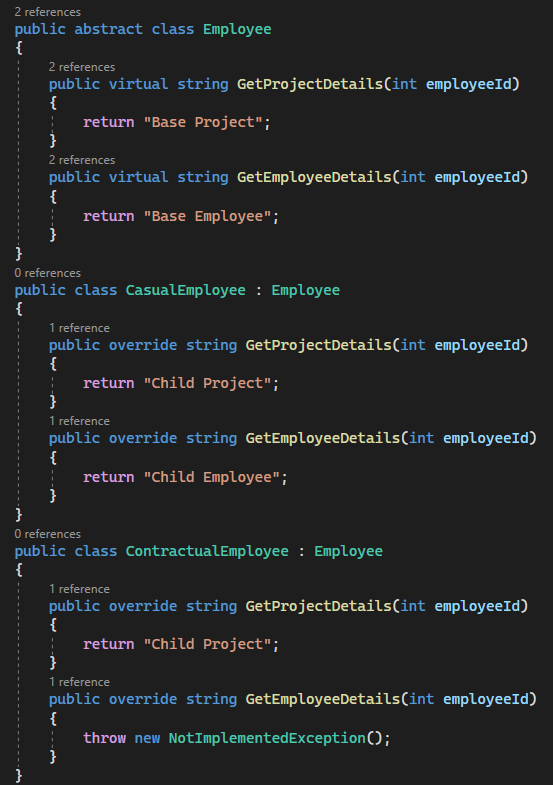 2 references
public abstract class Employee
{
2 references
public virtual string GetProjectDetails(int employeeId)
{
return "Base Project";
}
2 references
public virtual string GetEmployeeDetails(int employeeId)
{
return "Base Employee";
}
}
0 references
public class CasualEmployee : Employee
{
1 reference
public override string GetProjectDetails(int employeeId)
{
return "Child Project";
}
1 reference
public override string GetEmployeeDetails(int employeeId)
{
return "Child Employee";
}
}
0 references
public class ContractualEmployee : Employee
{
1 reference
public override string GetProjectDetails(int employeeId)
{
return "Child Project";
}
1 reference
public override string GetEmployeeDetails(int employeeId)
{
throw new NotImplementedException();
}
}